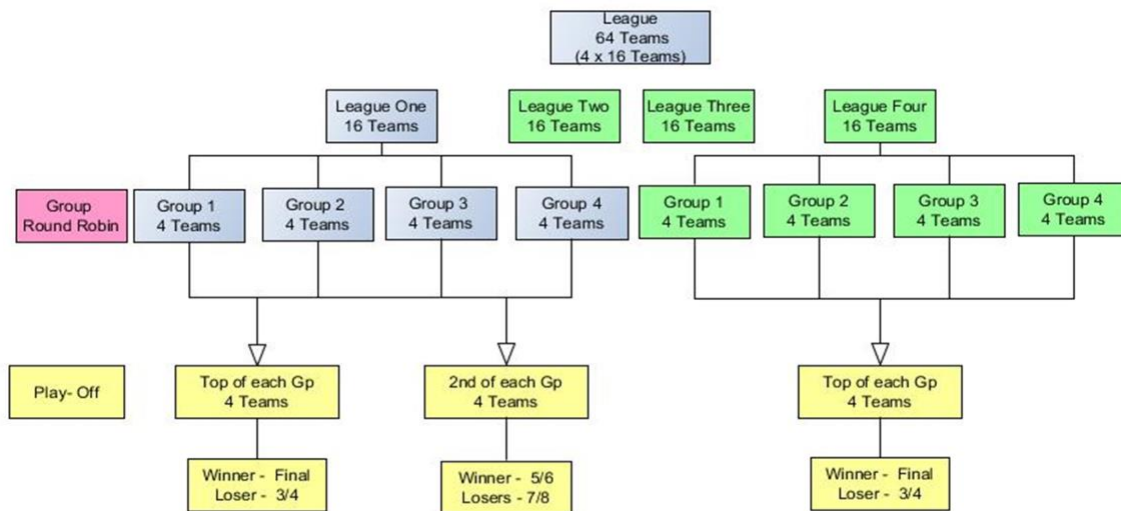 League
64 Teams
(4 x 16 Teams)
League One
16 Teams
League Two
16 Teams
League Three
16 Teams
League Four
16 Teams
Group
Round Robin
Group 1
4 Teams
Group 2
4 Teams
Group 3
4 Teams
Group 4
4 Teams
Group 1
4 Teams
Group 2
4 Teams
Group 3
4 Teams
Group 4
4 Teams
Play- Off
Top of each Gp
4 Teams
2nd of each Gp
4 Teams
Top of each Gp
4 Teams
Winner - Final
Loser - 3/4
Winner - 5/6
Losers - 7/8
Winner - Final
Loser - 3/4